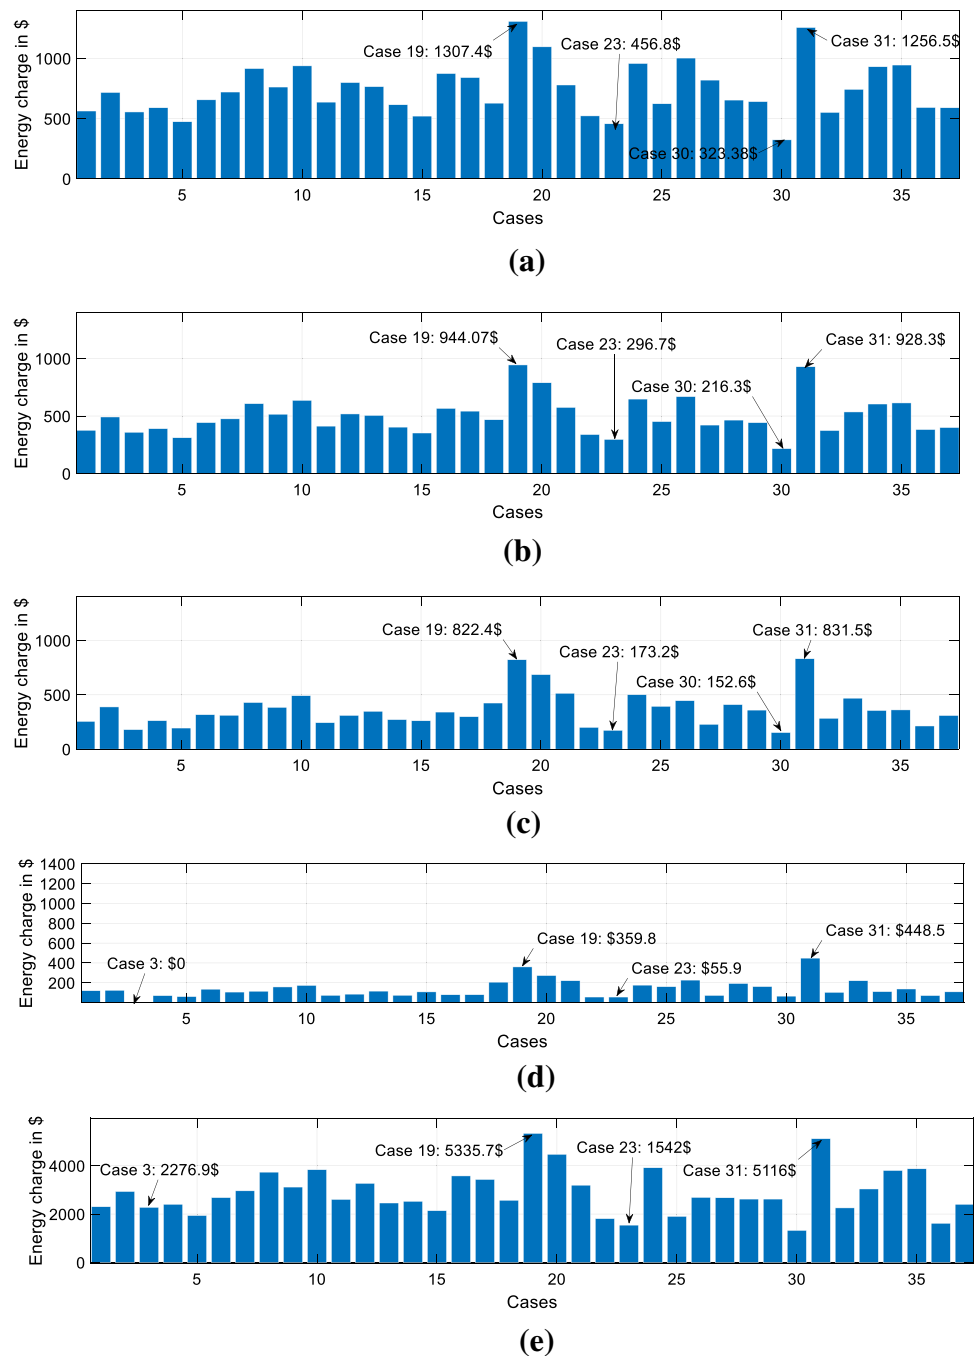 Energy charge in $
1000
500
0
Case 19: 1307.4$
Case 23: 456.8$
Case 31: 1256.5$
Case 30: 323.38$
5 10 15 20 25 30 35
Cases
(a)
Energy charge in $
1000
500
0
Case 19: 944.07$
Case 23: 296.7$
Case 31: 928.3$
Case 30: 216.3$
5 10 15 20 25 30 35
Cases
(b)
Energy charge in $
1000
500
0
Case 19: 822.4$
Case 23: 173.2$
Case 31: 831.5$
Case 30: 152.6$
5 10 15 20 25 30 35
Cases
(c)
Energy charge in $
1400
1200
1000
800
600
400
200
Case 3: $0
Case 19: $359.8
Case 23: $55.9
Case 31: $448.5
5 10 15 20 25 30 35
Cases
(d)
Energy charge in $
4000
2000
0
Case 3: 2276.9$
Case 19: 5335.7$
Case 23: 1542$
Case 31: 5116$
5 10 15 20 25 30 35
Cases
(e)